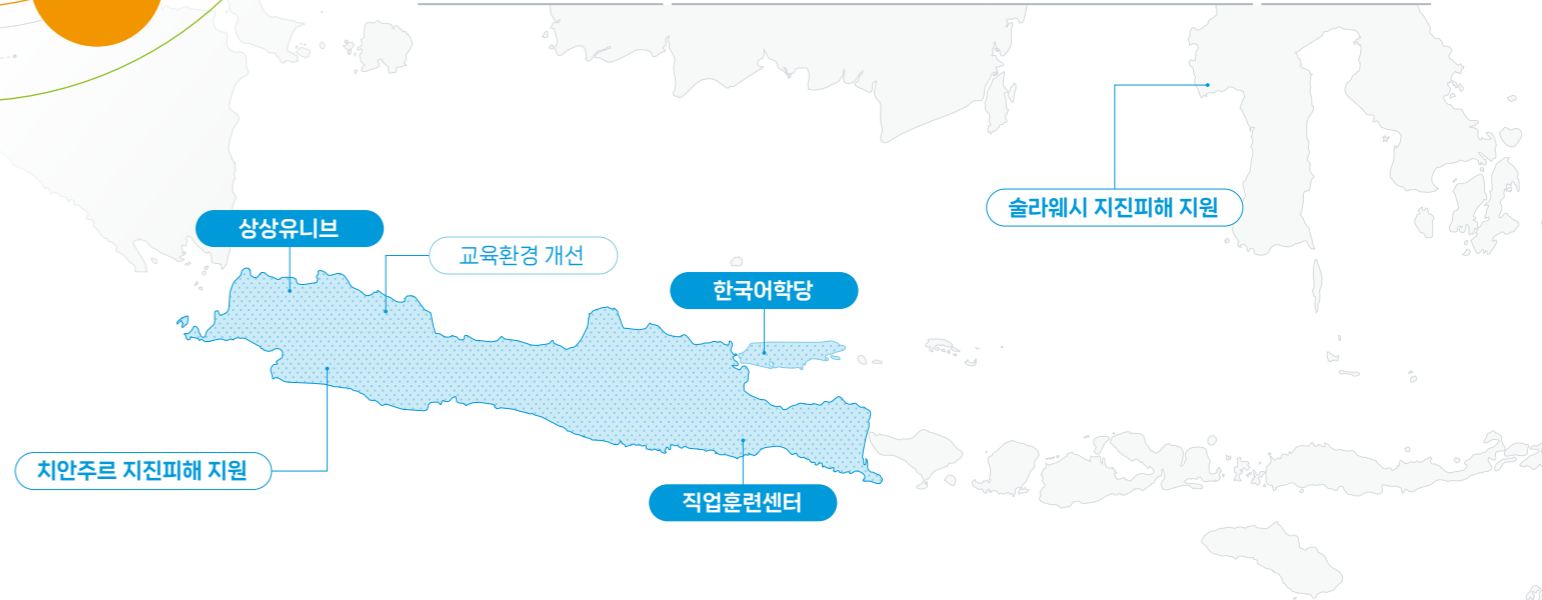 술라웨시 지진피해 지원
상상유니브
교육환경 개선
한국어학당
치안주르 지진피해 지원
직업훈련센터